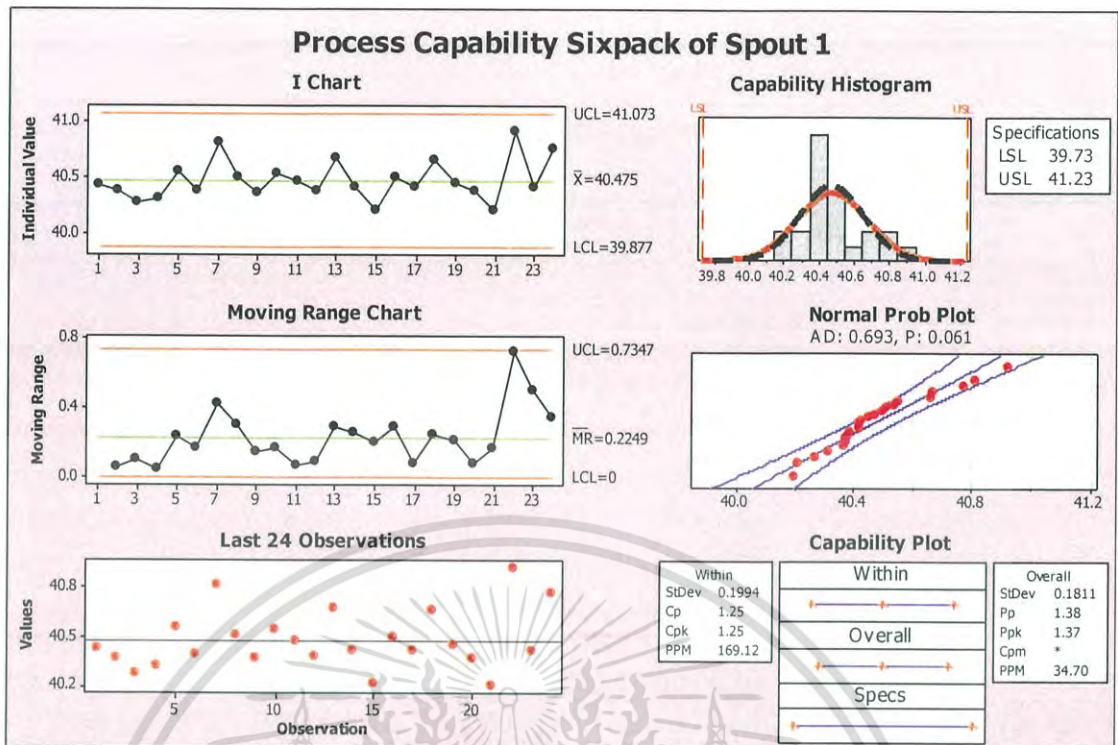 Process Capability Sixpack of Spout 1
I Chart
Individual Value
41.0
40.5
40.0
1 3 5 7 9 11 13 15 17 19 21 23
UCL=41.073
X̄=40.475
LCL=39.877
Capability Histogram
LSL USL
39.8 40.0 40.2 40.4 40.6 40.8 41.0 41.2
Specifications
LSL 39.73
USL 41.23
Moving Range Chart
Moving Range
0.8
0.4
0.0
1 3 5 7 9 11 13 15 17 19 21 23
UCL=0.7347
M̄R̄=0.2249
LCL=0
Normal Prob Plot
AD: 0.693, P: 0.061
40.0 40.4 40.8 41.2
Last 24 Observations
Values
40.8
40.5
40.2
5 10 15 20
Observation
Capability Plot
Within
StDev 0.1994
Cp 1.25
Cpk 1.25
PPM 169.12
Within
Overall
Specs
Overall
StDev 0.1811
Pp 1.38
Ppk 1.37
Cpm *
PPM 34.70